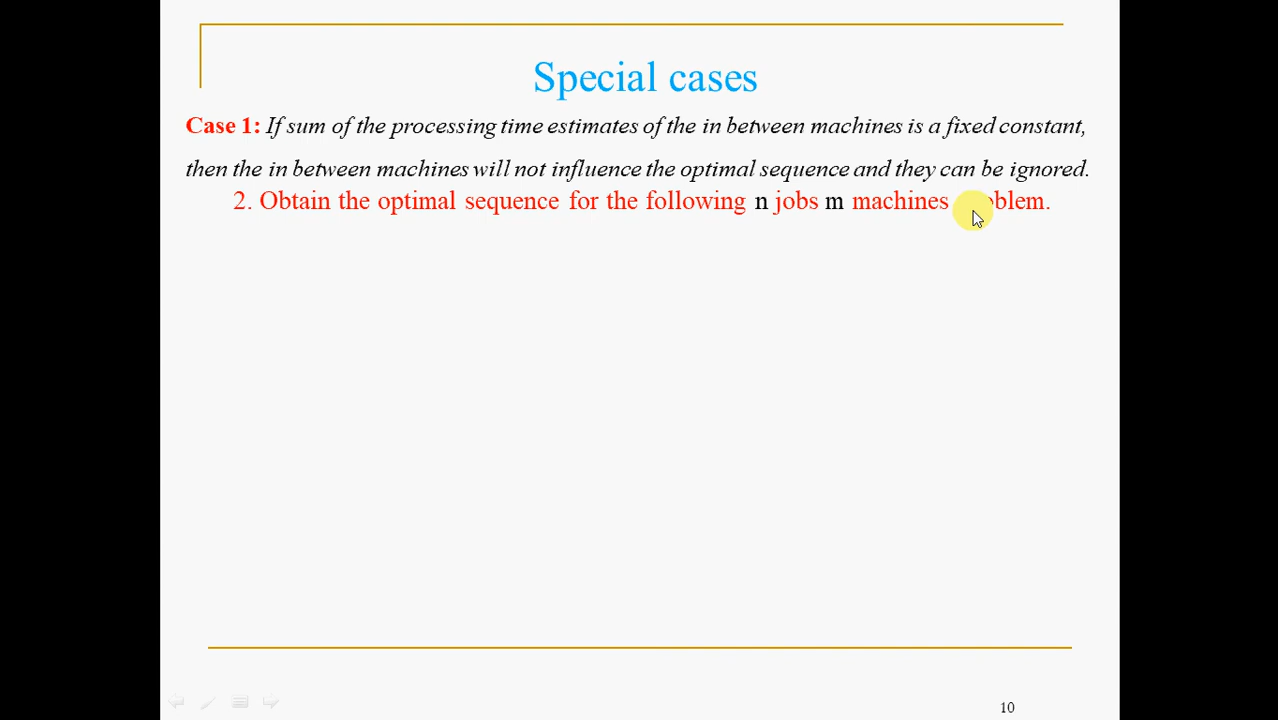 Special cases
Case 1: If sum of the processing time estimates of the in between machines is a fixed constant,
then the in between machines will not influence the optimal sequence and they can be ignored.
2. Obtain the optimal sequence for the following n jobs m machines problem.
10